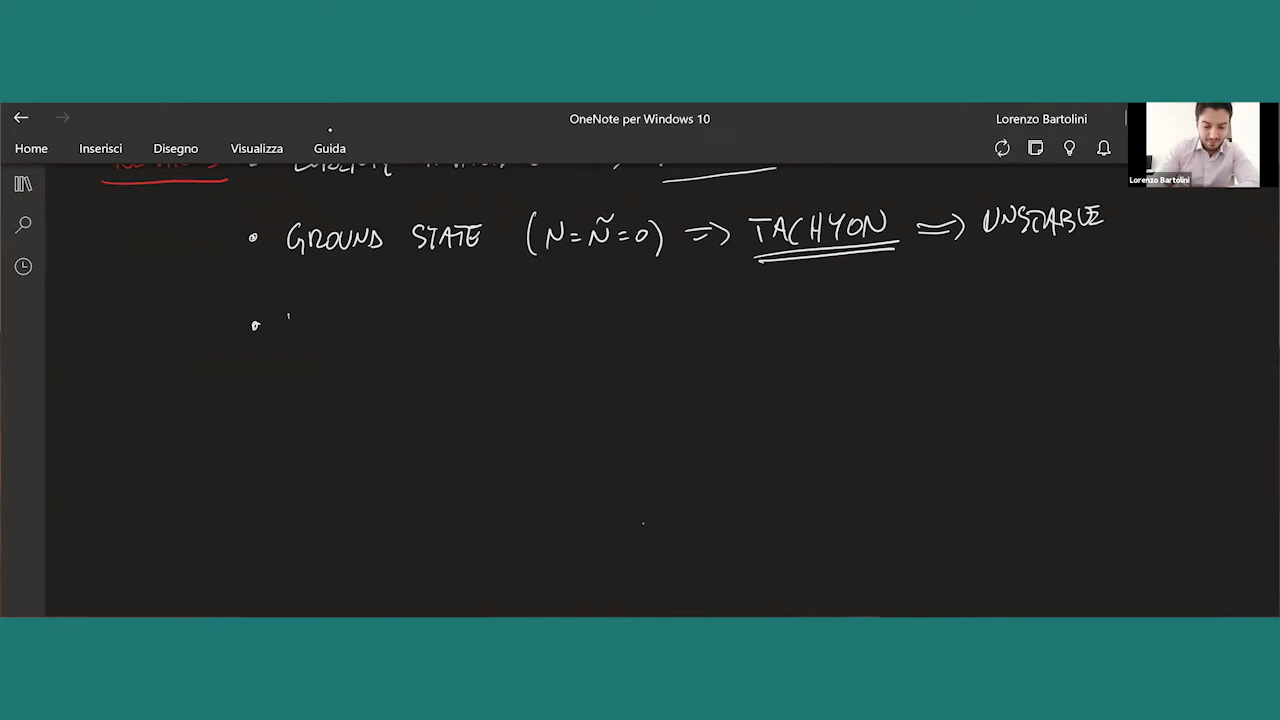 OneNote per Windows 10
Lorenzo Bartolini
Home Inserisci Disegno Visualizza Guida
Lorenzo Bartolini
• GROUND STATE (N=Ñ=0) => TACHYON => UNSTABLE
•